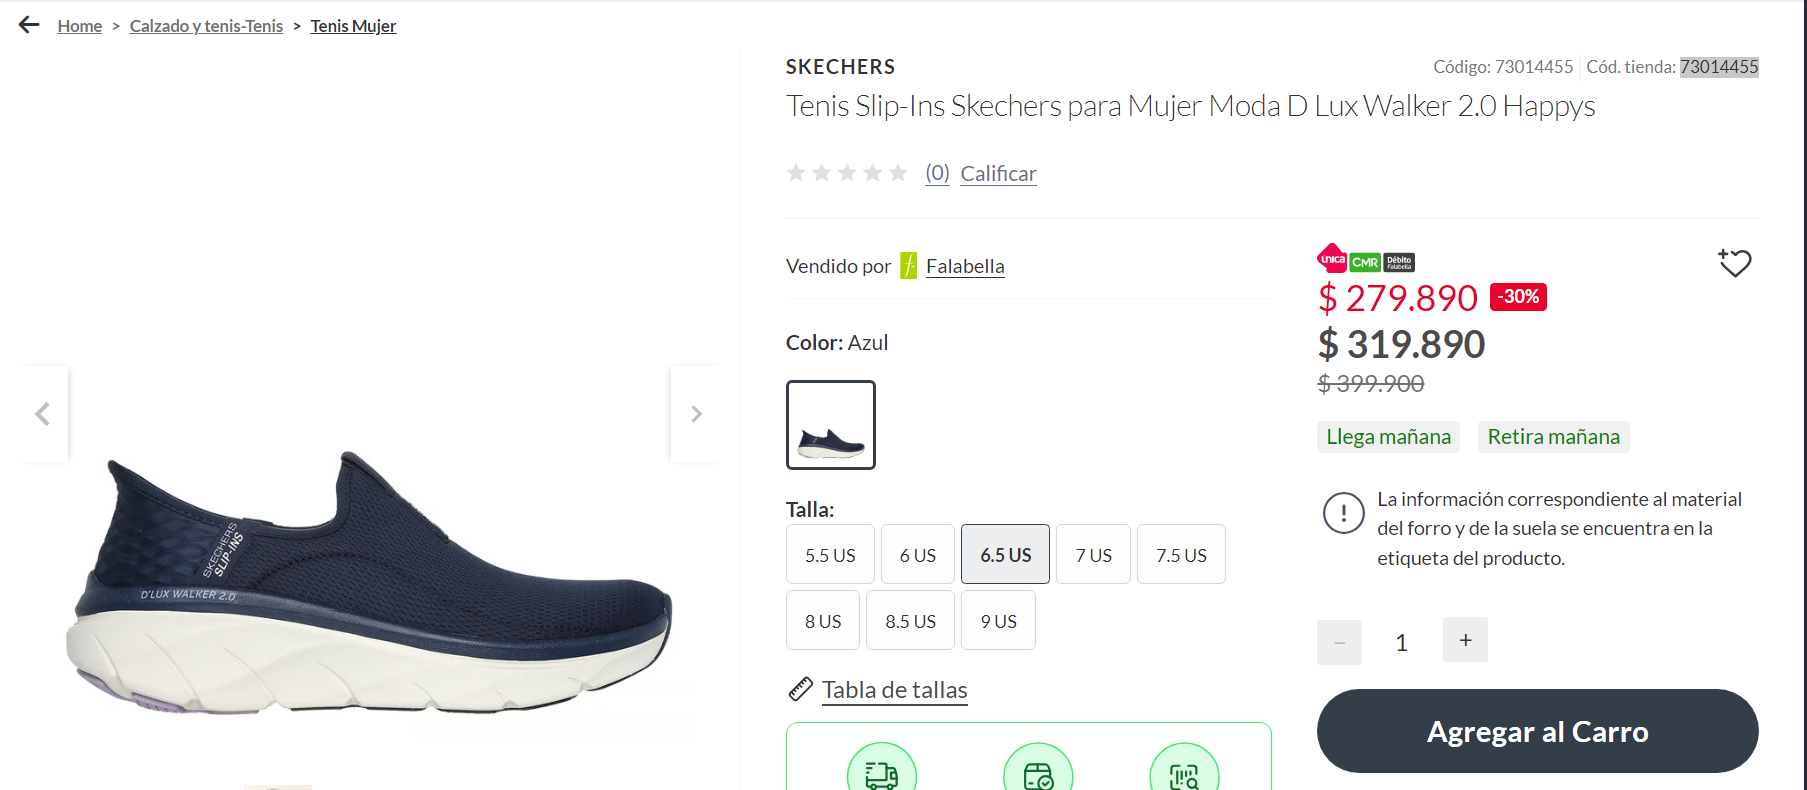 Home > Calzado y tenis-Tenis > Tenis Mujer
SKECHERS
Código: 73014455 Cód. tienda: 73014455
Tenis Slip-Ins Skechers para Mujer Moda D Lux Walker 2.0 Happys
(0) Calificar
Vendido por f. Falabella
Color: Azul
Talla:
5.5 US 6 US 6.5 US 7 US 7.5 US
8 US 8.5 US 9 US
Tabla de tallas
única CMR Débito Falabella
$ 279.890 -30%
$ 319.890
$ 399.900
Llega mañana Retira mañana
! La información correspondiente al material
del forro y de la suela se encuentra en la
etiqueta del producto.
− 1 +
Agregar al Carro
SKECHERS
SLIP-INS
D'LUX WALKER 2.0